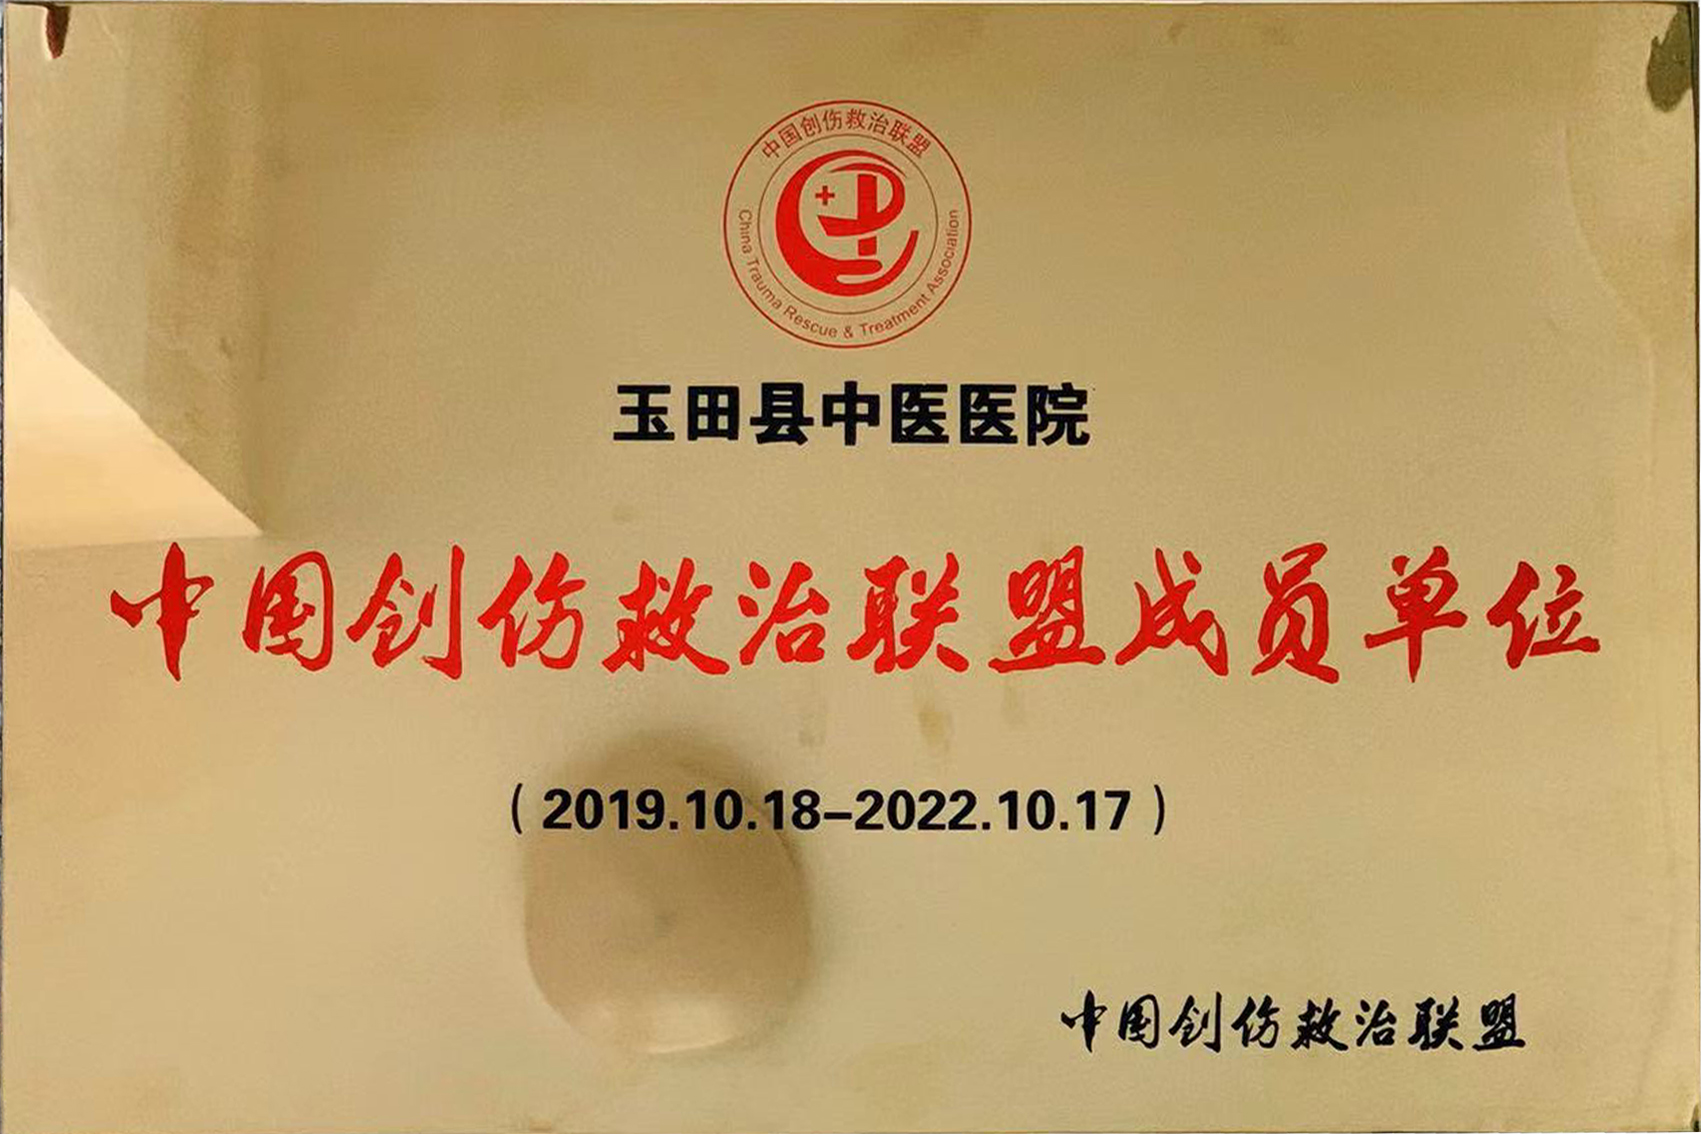 中国创伤救治联盟
China Trauma Rescue & Treatment Association
玉田县中医医院
中国创伤救治联盟成员单位
（2019.10.18-2022.10.17）
中国创伤救治联盟